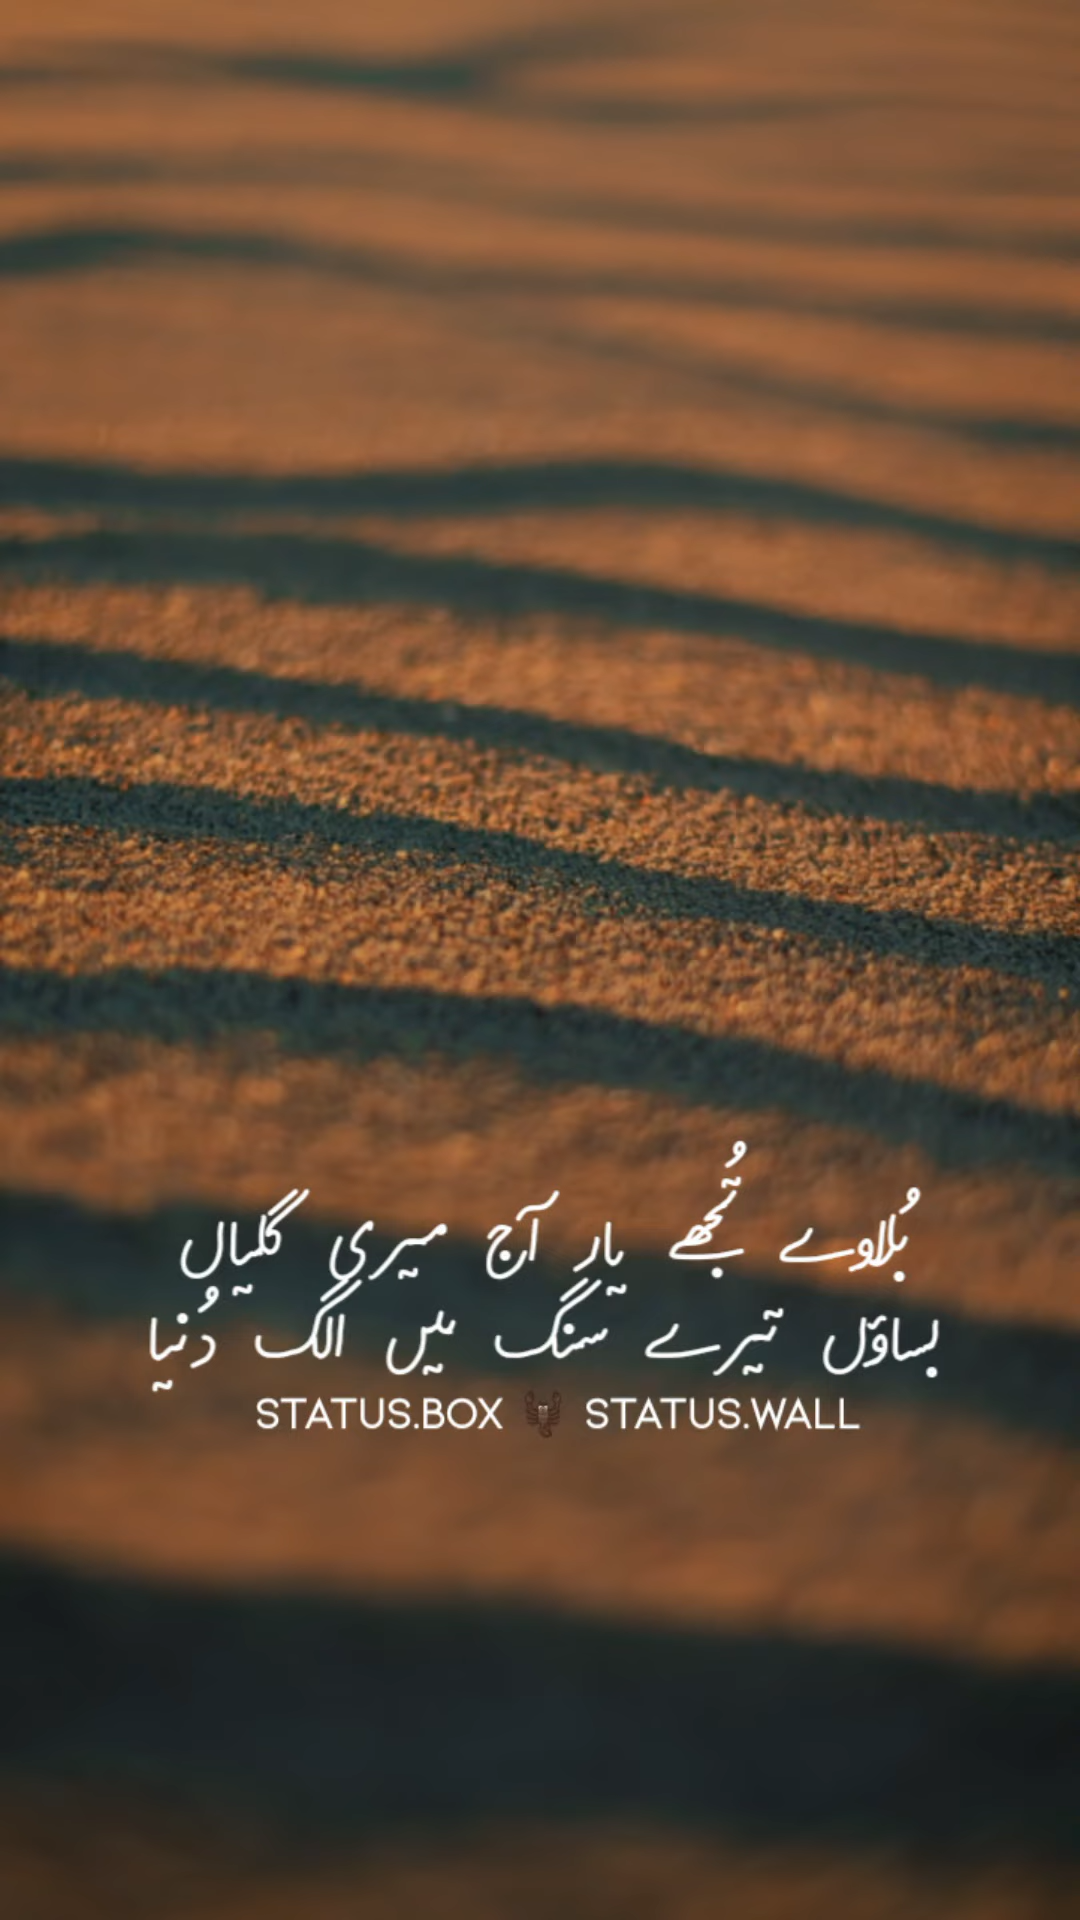 بُلاوے تُجھے یار آج میری گلیاں
بساؤں تیرے سنگ میں الگ دُنیا
STATUS.BOX 🦂 STATUS.WALL